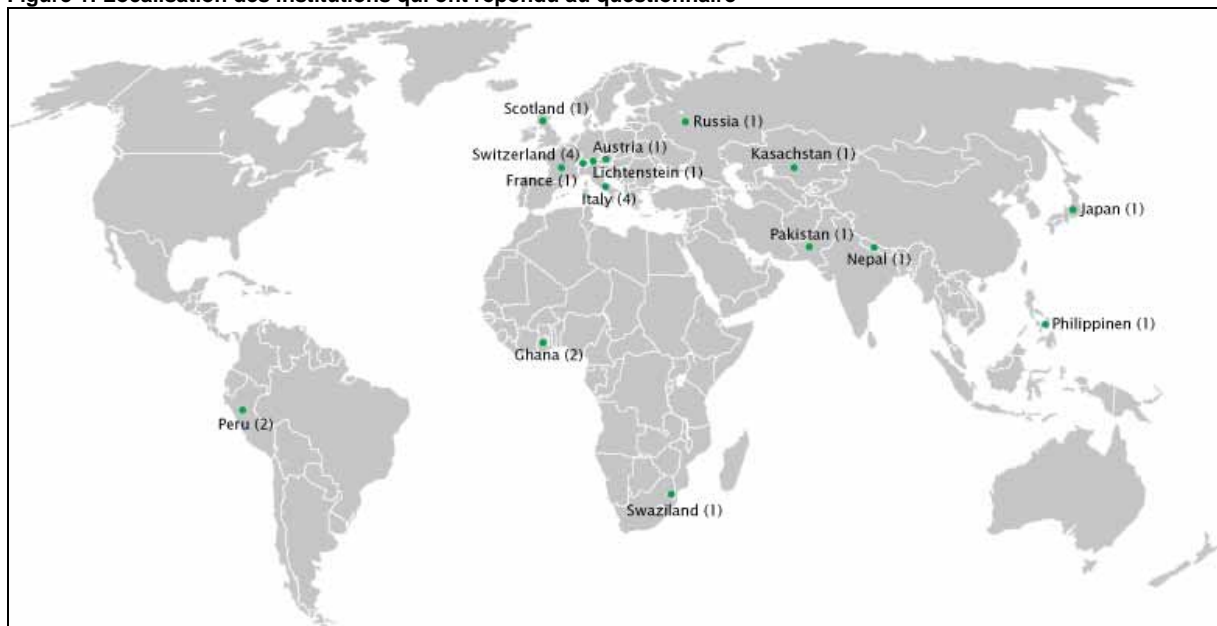 Figure 1: Localisation des institutions qui ont répondu au questionnaire
Scotland (1)
Russia (1)
Austria (1)
Switzerland (4)
Kasachstan (1)
Lichtenstein (1)
France (1)
Italy (4)
Japan (1)
Pakistan (1)
Nepal (1)
Philippinen (1)
Ghana (2)
Peru (2)
Swaziland (1)